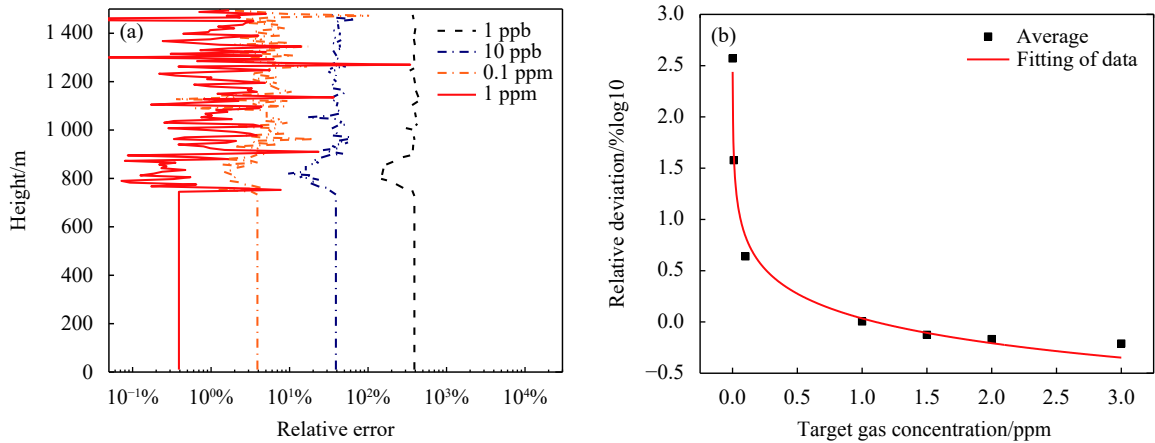 (a)
1 ppb
10 ppb
0.1 ppm
1 ppm
Height/m
1 400
1 200
1 000
800
600
400
200
0
10⁻¹% 10⁰% 10¹% 10²% 10³% 10⁴%
Relative error
(b)
Average
Fitting of data
Relative deviation/%log10
3.0
2.5
2.0
1.5
1.0
0.5
0.0
−0.5
0.0 0.5 1.0 1.5 2.0 2.5 3.0
Target gas concentration/ppm